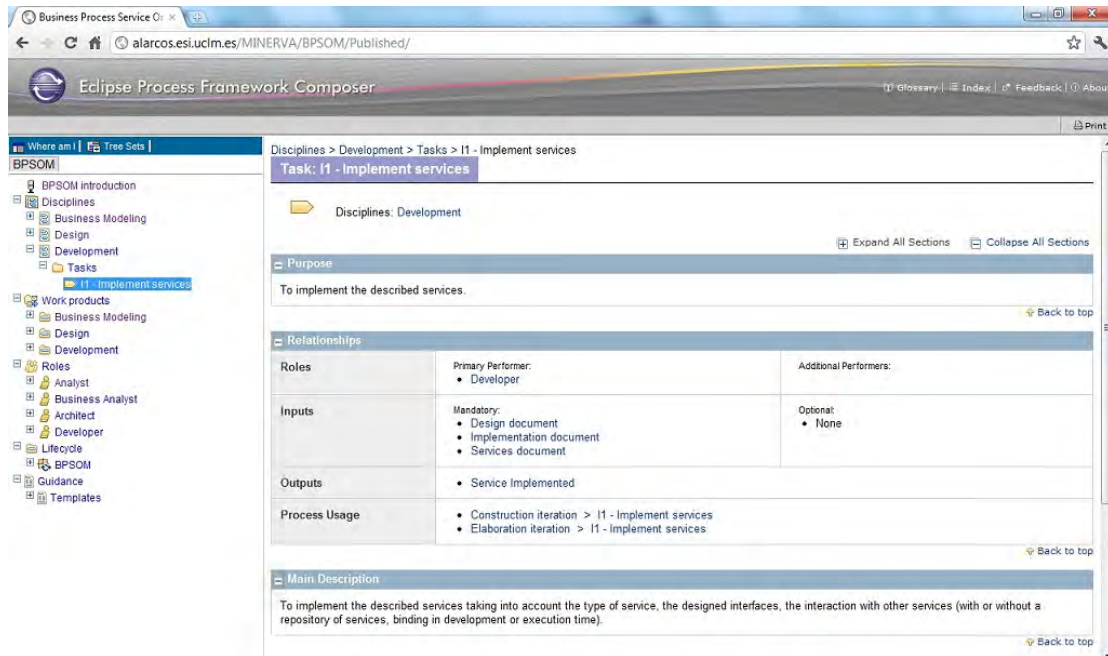 Business Process Service Or
alarcos.esi.uclm.es/MINERVA/BPSOM/Published/
Eclipse Process Framework Composer
Glossary | Index | Feedback | Abou
Print
Where am I | Tree Sets |
BPSOM
BPSOM introduction
Disciplines
Business Modeling
Design
Development
Tasks
I1 - Implement services
Work products
Business Modeling
Design
Development
Roles
Analyst
Business Analyst
Architect
Developer
Lifecycle
BPSOM
Guidance
Templates
Disciplines > Development > Tasks > I1 - Implement services
Task: I1 - Implement services
Disciplines: Development
Expand All Sections Collapse All Sections
Purpose
To implement the described services.
Back to top
Relationships
Roles
Primary Performer:
• Developer
Additional Performers:
Inputs
Mandatory:
• Design document
• Implementation document
• Services document
Optional:
• None
Outputs
• Service Implemented
Process Usage
• Construction iteration > I1 - Implement services
• Elaboration iteration > I1 - Implement services
Back to top
Main Description
To implement the described services taking into account the type of service, the designed interfaces, the interaction with other services (with or without a
repository of services, binding in development or execution time).
Back to top